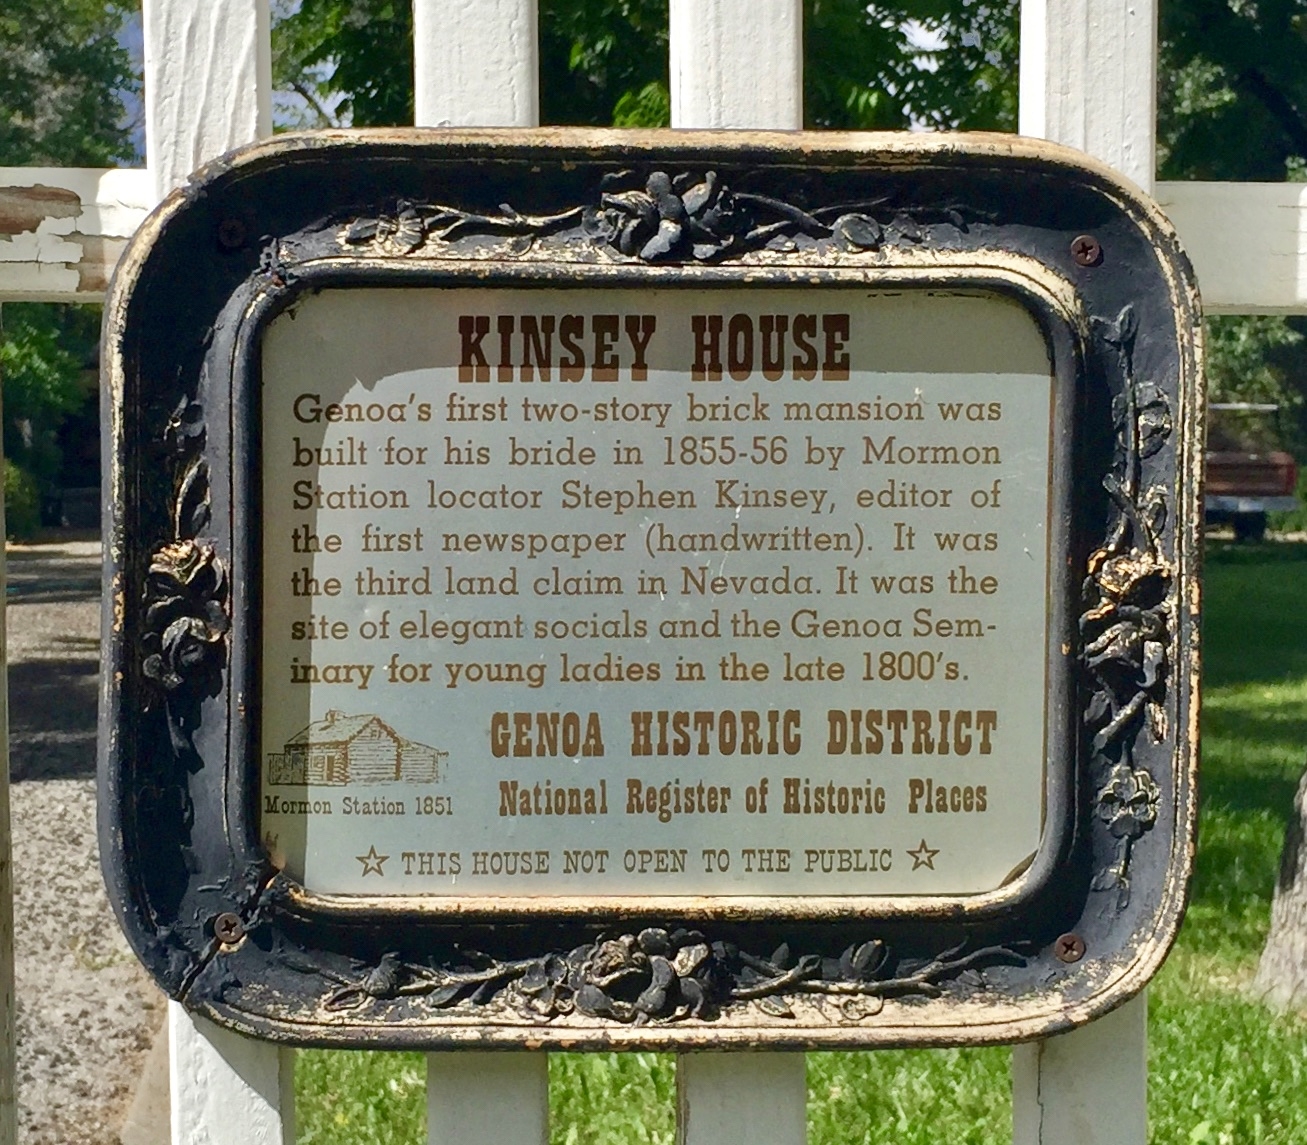 KINSEY HOUSE
Genoa's first two-story brick mansion was
built for his bride in 1855-56 by Mormon
Station locator Stephen Kinsey, editor of
the first newspaper (handwritten). It was
the third land claim in Nevada. It was the
site of elegant socials and the Genoa Sem-
inary for young ladies in the late 1800's.
GENOA HISTORIC DISTRICT
National Register of Historic Places
Mormon Station 1851
☆ THIS HOUSE NOT OPEN TO THE PUBLIC ☆